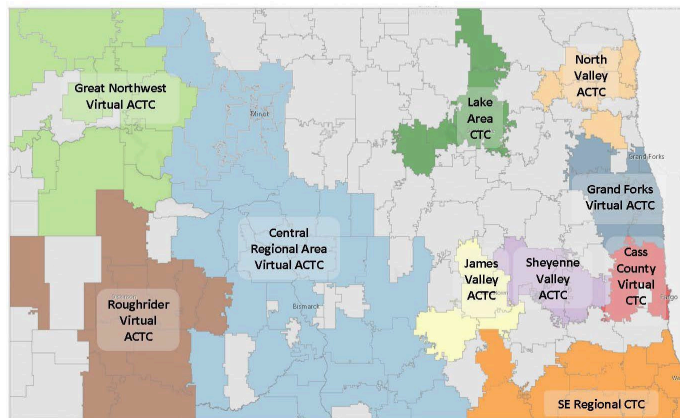 Great Northwest
Virtual ACTC
Minot
Lake
Area
CTC
North
Valley
ACTC
Grand Forks
Grand Forks
Virtual ACTC
Central
Regional Area
Virtual ACTC
James
Valley
ACTC
Sheyenne
Valley
ACTC
Cass
County
Virtual
CTC
Roughrider
Virtual
ACTC
Bismarck
SE Regional CTC